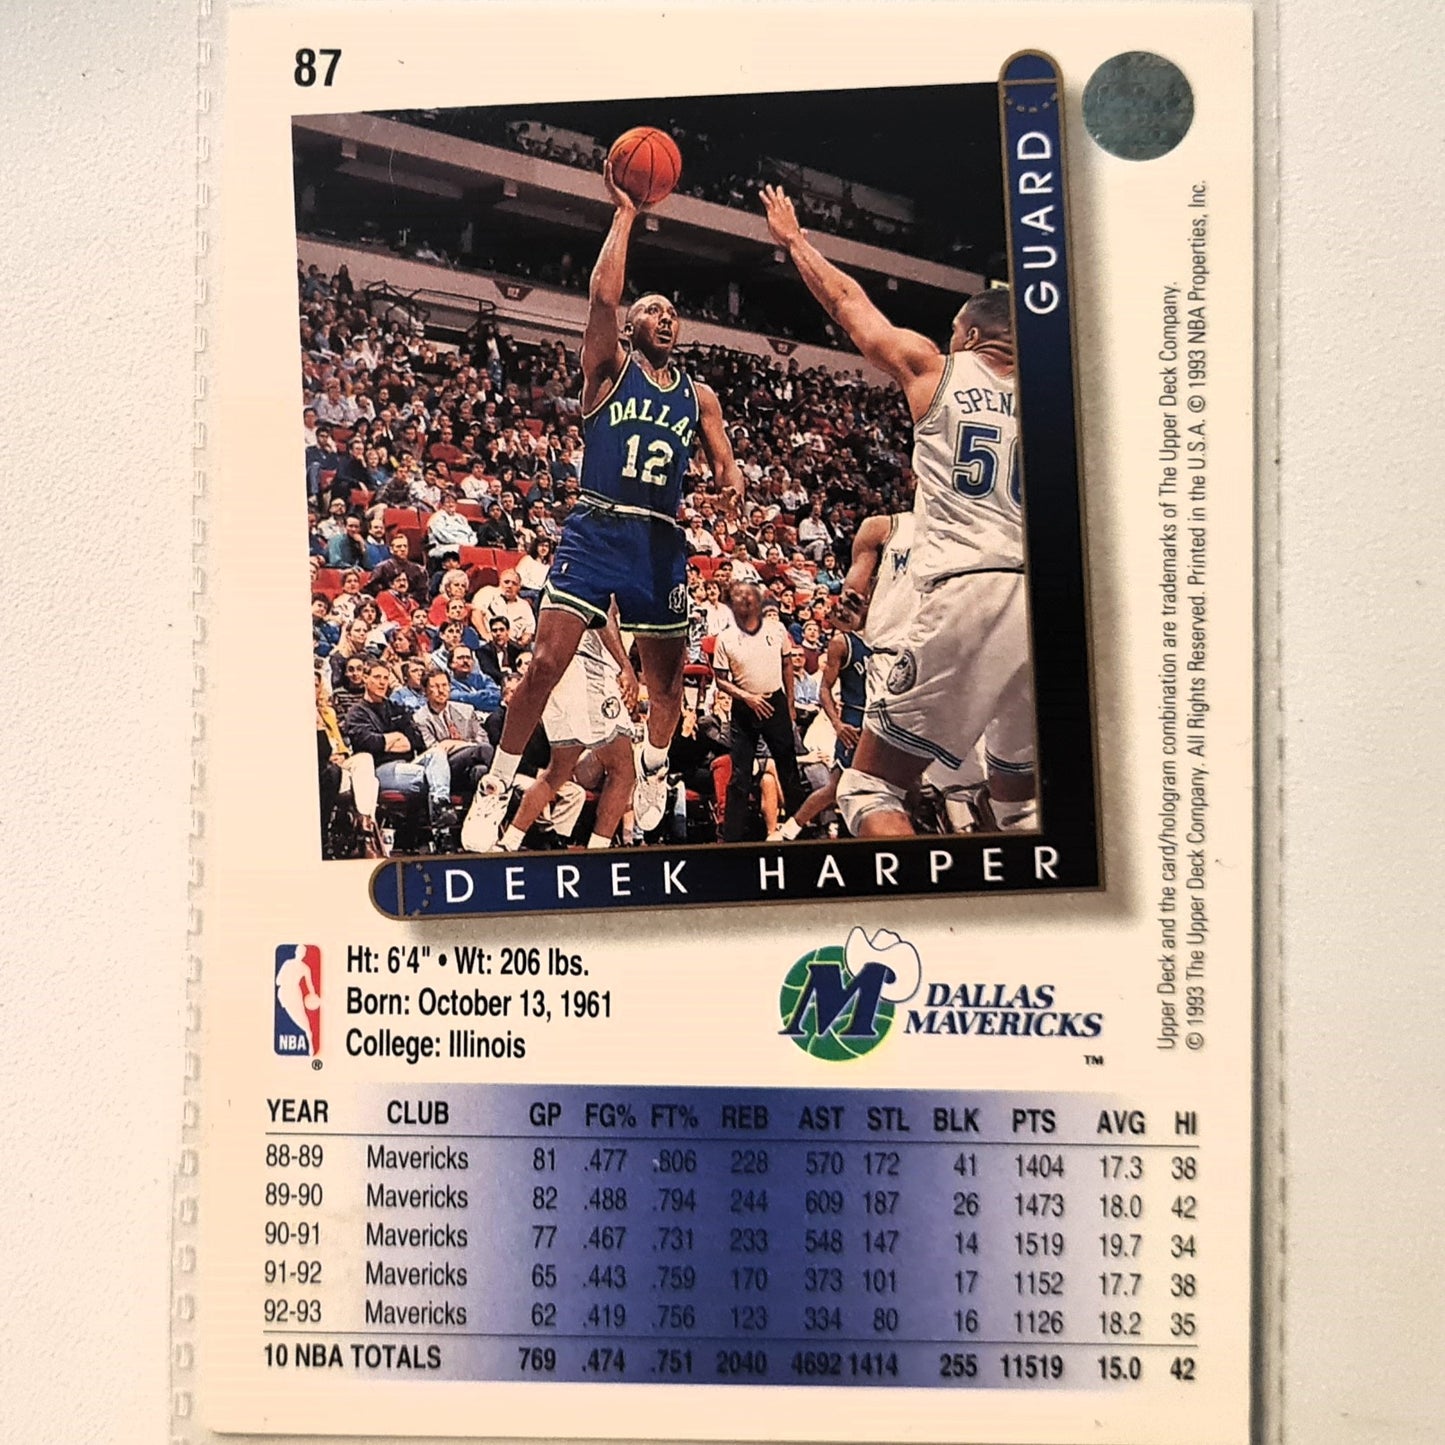 87
GUARD
DALLAS
12
SPEN
5
W
DEREK HARPER
NBA
®
Ht: 6'4" • Wt: 206 lbs.
Born: October 13, 1961
College: Illinois
M
DALLAS
MAVERICKS
™
Upper Deck and the card/hologram combination are trademarks of The Upper Deck Company.
© 1993 The Upper Deck Company. All Rights Reserved. Printed in the U.S.A. © 1993 NBA Properties, Inc.
YEAR CLUB GP FG% FT% REB AST STL BLK PTS AVG HI
88-89 Mavericks 81 .477 .806 228 570 172 41 1404 17.3 38
89-90 Mavericks 82 .488 .794 244 609 187 26 1473 18.0 42
90-91 Mavericks 77 .467 .731 233 548 147 14 1519 19.7 34
91-92 Mavericks 65 .443 .759 170 373 101 17 1152 17.7 38
92-93 Mavericks 62 .419 .756 123 334 80 16 1126 18.2 35
10 NBA TOTALS 769 .474 .751 2040 4692 1414 255 11519 15.0 42